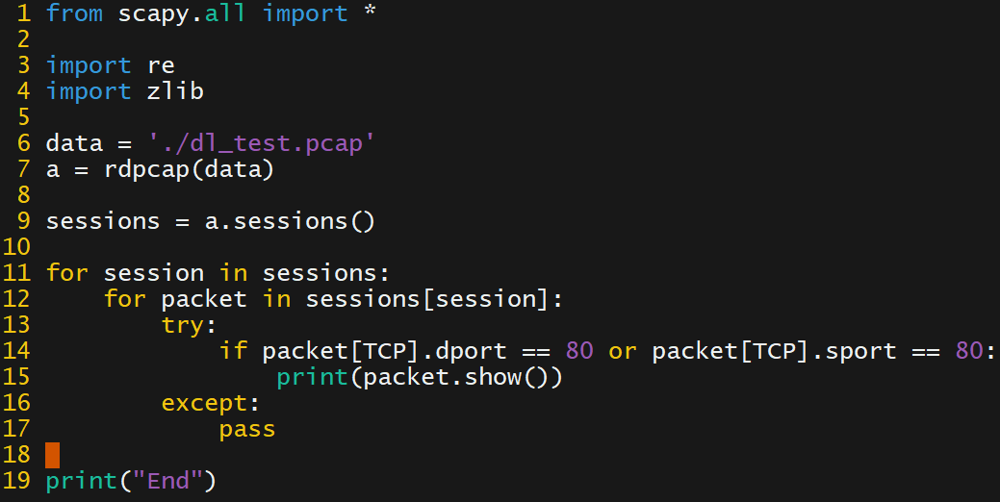 1 from scapy.all import *
2
3 import re
4 import zlib
5
6 data = './dl_test.pcap'
7 a = rdpcap(data)
8
9 sessions = a.sessions()
10
11 for session in sessions:
12     for packet in sessions[session]:
13         try:
14             if packet[TCP].dport == 80 or packet[TCP].sport == 80:
15                 print(packet.show())
16         except:
17             pass
18
19 print("End")